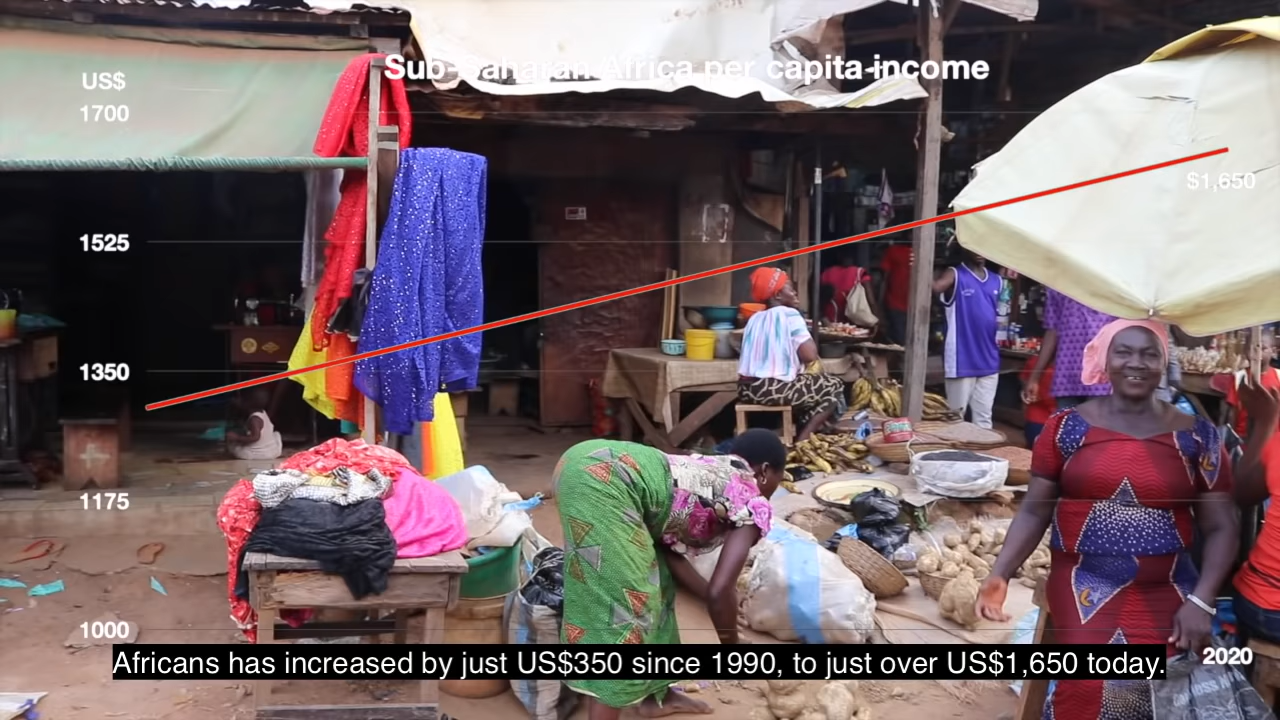 Sub-Saharan Africa per capita income
US$
1700
$1,650
1525
1350
1175
1000
Africans has increased by just US$350 since 1990, to just over US$1,650 today.
2020